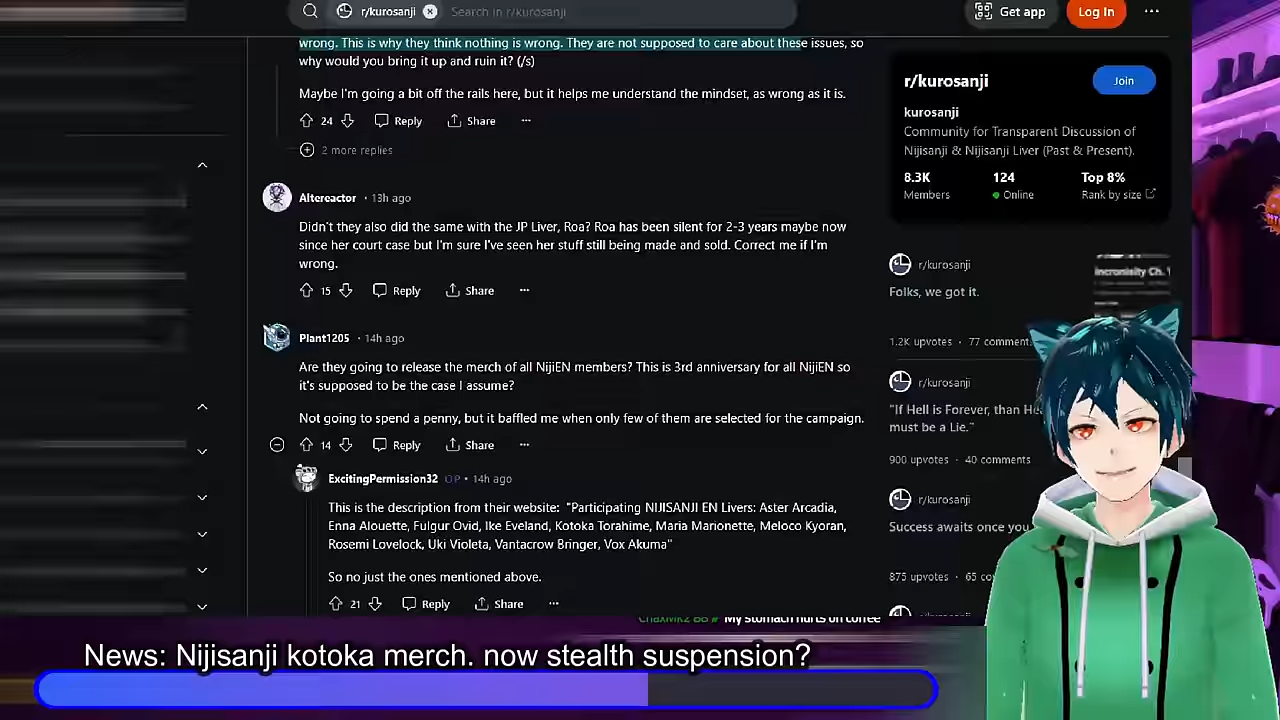 r/kurosanji
Search in r/kurosanji
Get app
Log In
wrong. This is why they think nothing is wrong. They are not supposed to care about these issues, so
why would you bring it up and ruin it? (/s)
Maybe I'm going a bit off the rails here, but it helps me understand the mindset, as wrong as it is.
24 Reply Share
2 more replies
Altereactor • 13h ago
Didn't they also did the same with the JP Liver, Roa? Roa has been silent for 2-3 years maybe now
since her court case but I'm sure I've seen her stuff still being made and sold. Correct me if I'm
wrong.
15 Reply Share
Plant1205 • 14h ago
Are they going to release the merch of all NijiEN members? This is 3rd anniversary for all NijiEN so
it's supposed to be the case I assume?
Not going to spend a penny, but it baffled me when only few of them are selected for the campaign.
14 Reply Share
ExcitingPermission32 OP • 14h ago
This is the description from their website: "Participating NIJISANJI EN Livers: Aster Arcadia,
Enna Alouette, Fulgur Ovid, Ike Eveland, Kotoka Torahime, Maria Marionette, Meloco Kyoran,
Rosemi Lovelock, Uki Violeta, Vantacrow Bringer, Vox Akuma"
So no just the ones mentioned above.
21 Reply Share
r/kurosanji
Join
kurosanji
Community for Transparent Discussion of
Nijisanji & Nijisanji Liver (Past & Present).
8.3K 124 Top 8%
Members Online Rank by size
r/kurosanji
Folks, we got it.
1.2K upvotes • 77 comments
r/kurosanji
"If Hell is Forever, than He
must be a Lie."
900 upvotes • 40 comments
r/kurosanji
Success awaits once you
875 upvotes • 65 co
My stomach hurts on coffee
News: Nijisanji kotoka merch. now stealth suspension?